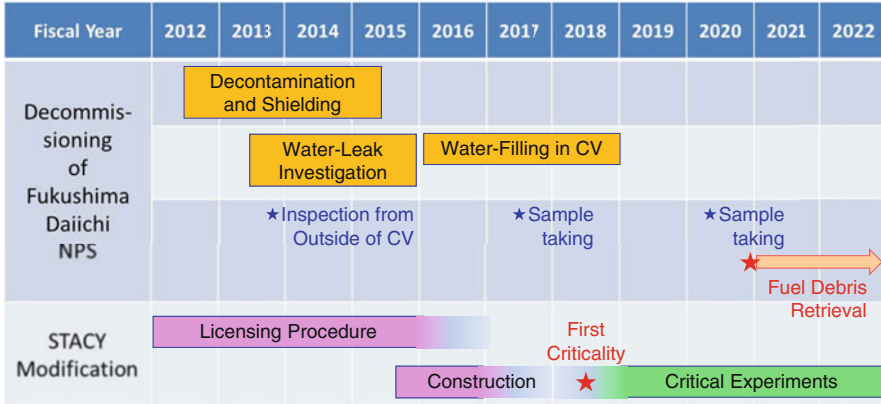 Fiscal Year 2012 2013 2014 2015 2016 2017 2018 2019 2020 2021 2022
Decommis-
sioning
of
Fukushima
Daiichi
NPS
Decontamination
and Shielding
Water-Leak
Investigation
Water-Filling in CV
★Inspection from
Outside of CV
★Sample
taking
★Sample
taking
Fuel Debris
Retrieval
STACY
Modification
Licensing Procedure
First
Criticality
Construction
Critical Experiments